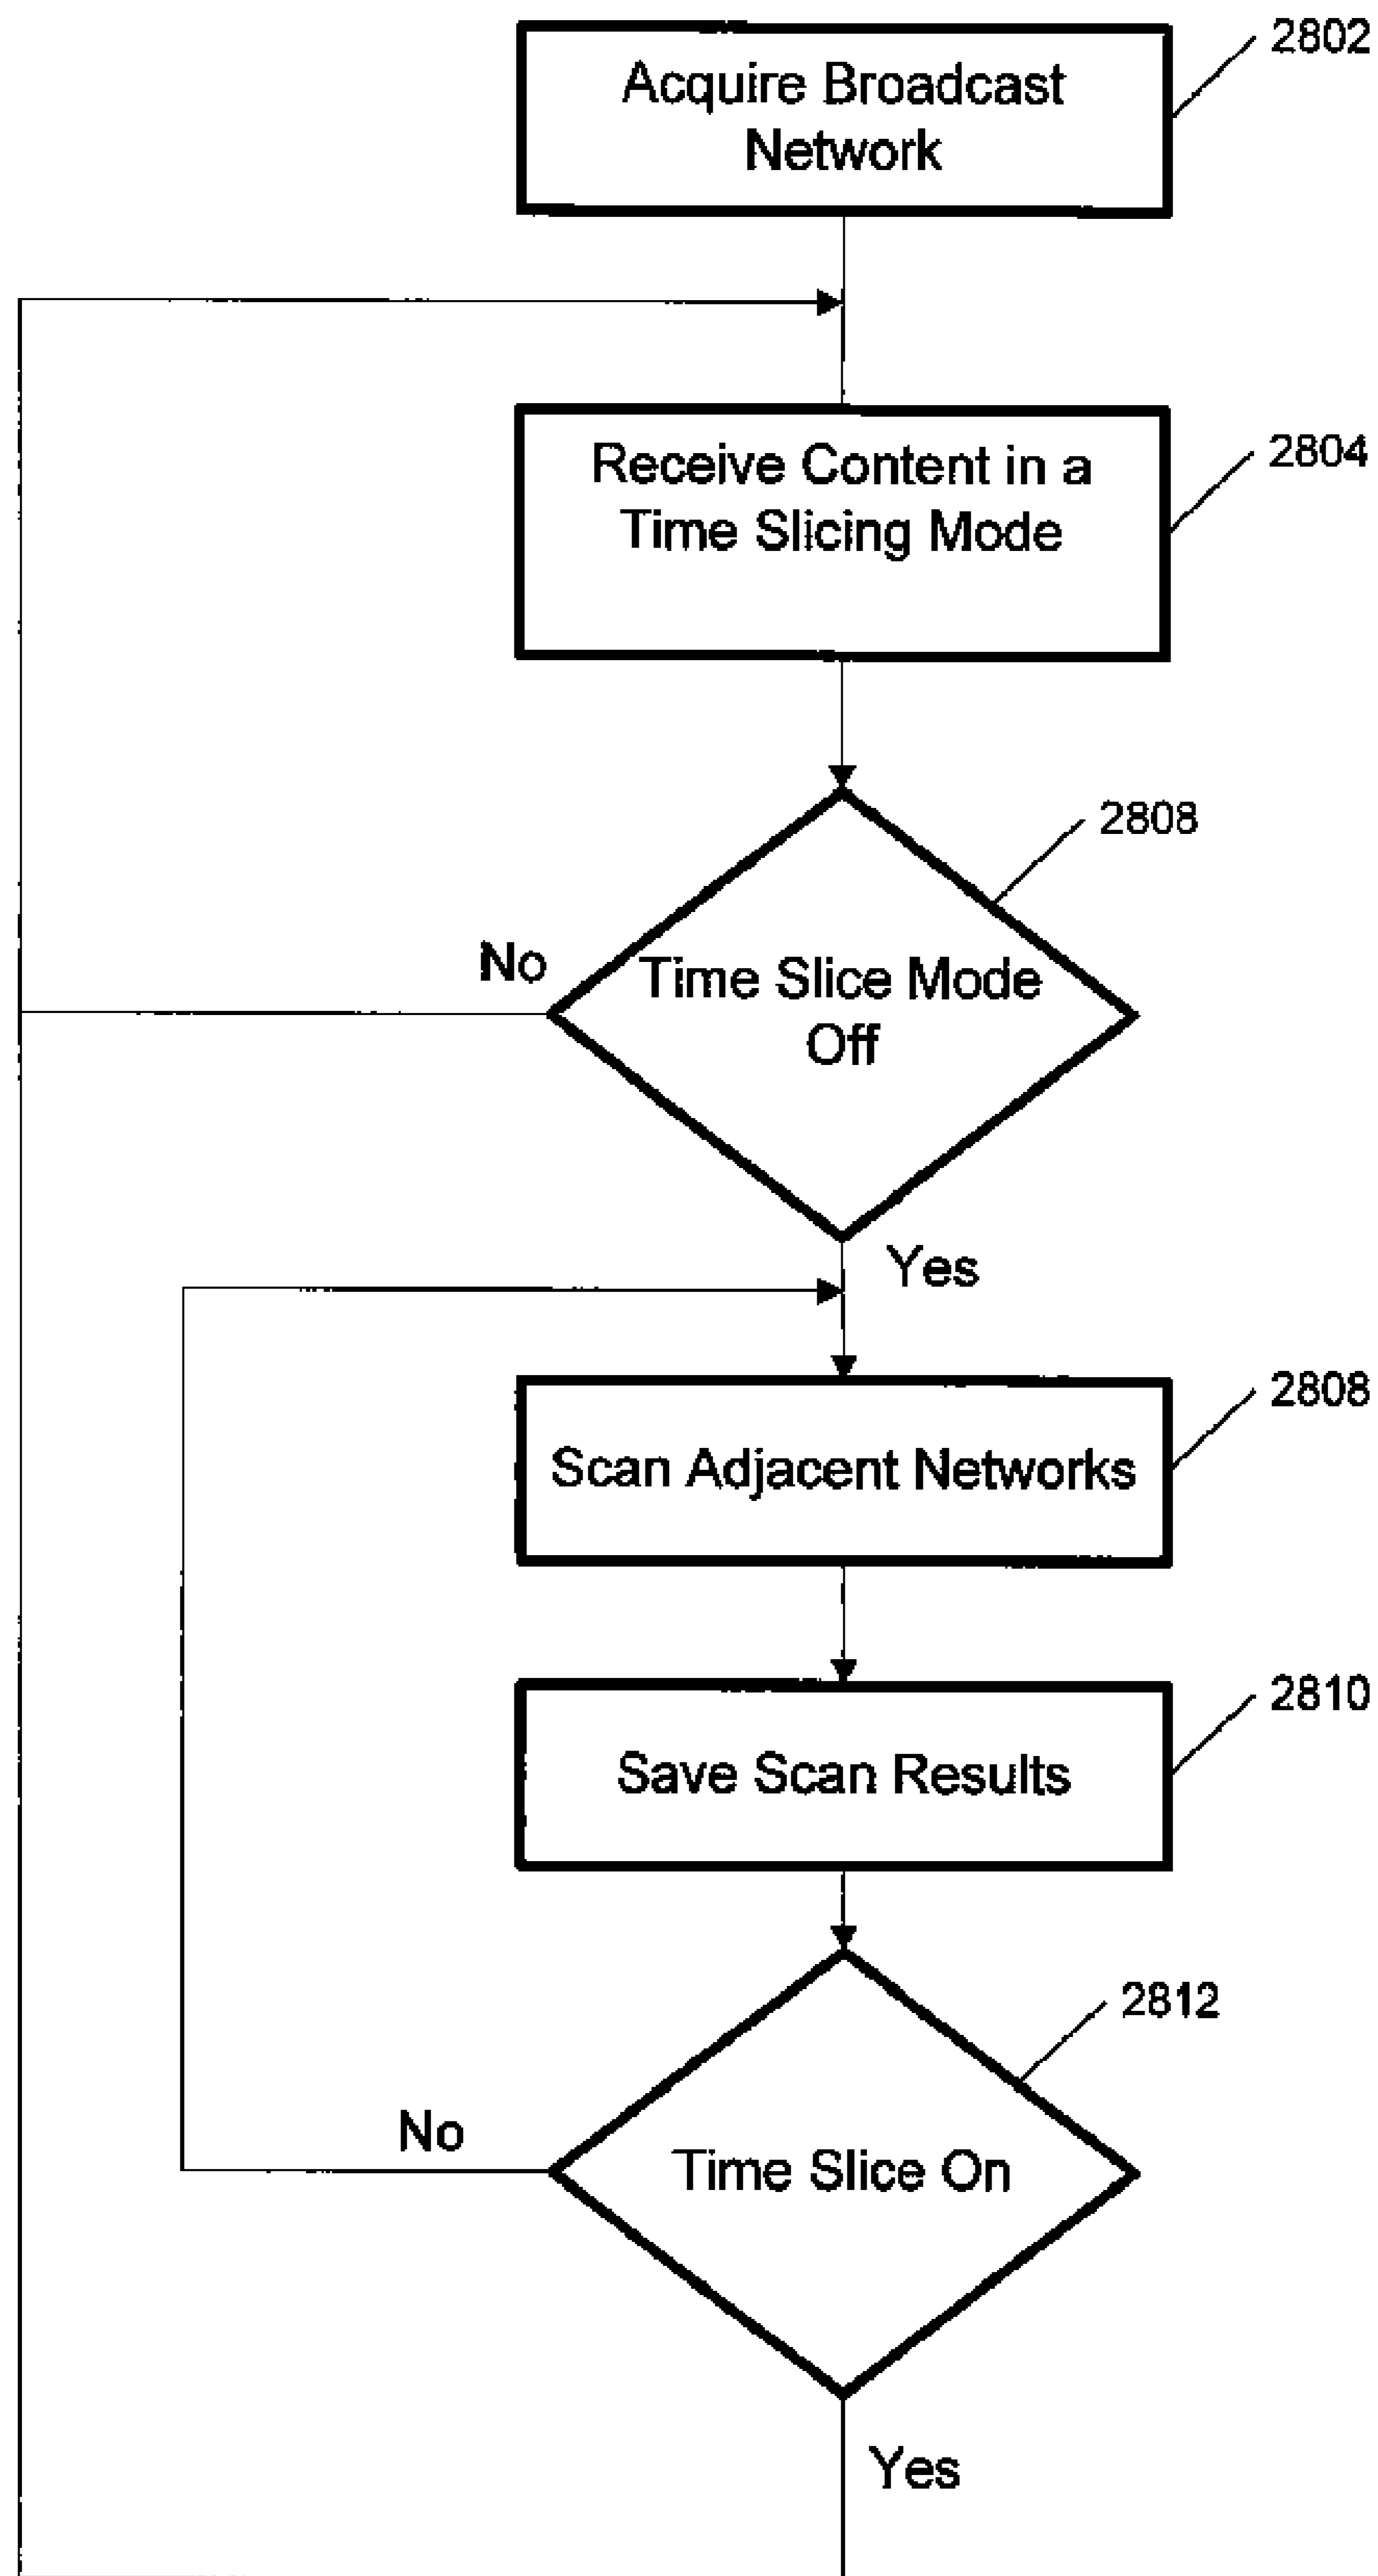 2802
Acquire Broadcast
Network
2804
Receive Content in a
Time Slicing Mode
2808
No
Time Slice Mode
Off
Yes
2808
Scan Adjacent Networks
2810
Save Scan Results
2812
No
Time Slice On
Yes